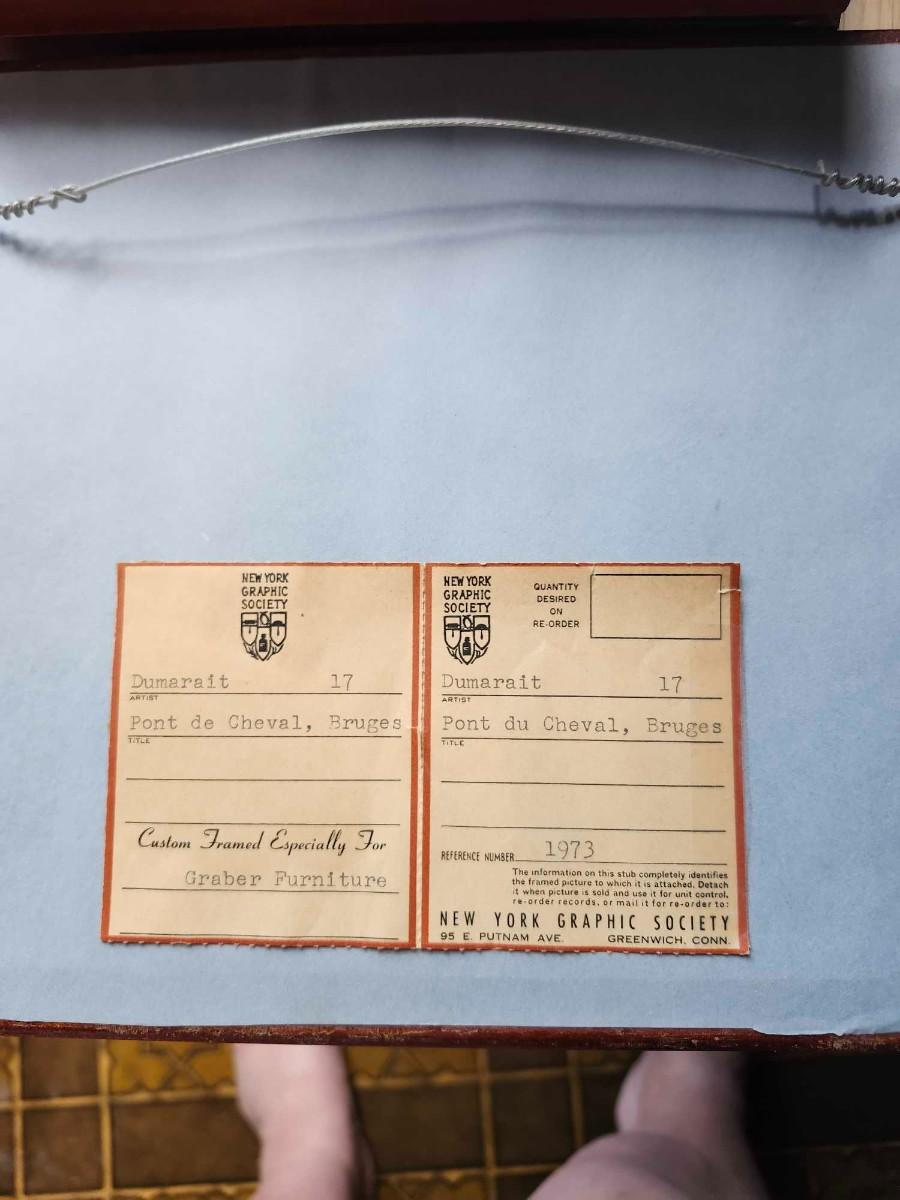 NEW YORK
GRAPHIC
SOCIETY
Dumarait 17
ARTIST
Pont de Cheval, Bruges
TITLE
Custom Framed Especially For
Graber Furniture
NEW YORK
GRAPHIC
SOCIETY
QUANTITY
DESIRED
ON
RE-ORDER
Dumarait 17
ARTIST
Pont du Cheval, Bruges
TITLE
REFERENCE NUMBER 1973
The information on this stub completely identifies
the framed picture to which it is attached. Detach
it when picture is sold and use it for unit control,
re-order records, or mail it for re-order to:
NEW YORK GRAPHIC SOCIETY
95 E. PUTNAM AVE. GREENWICH, CONN.